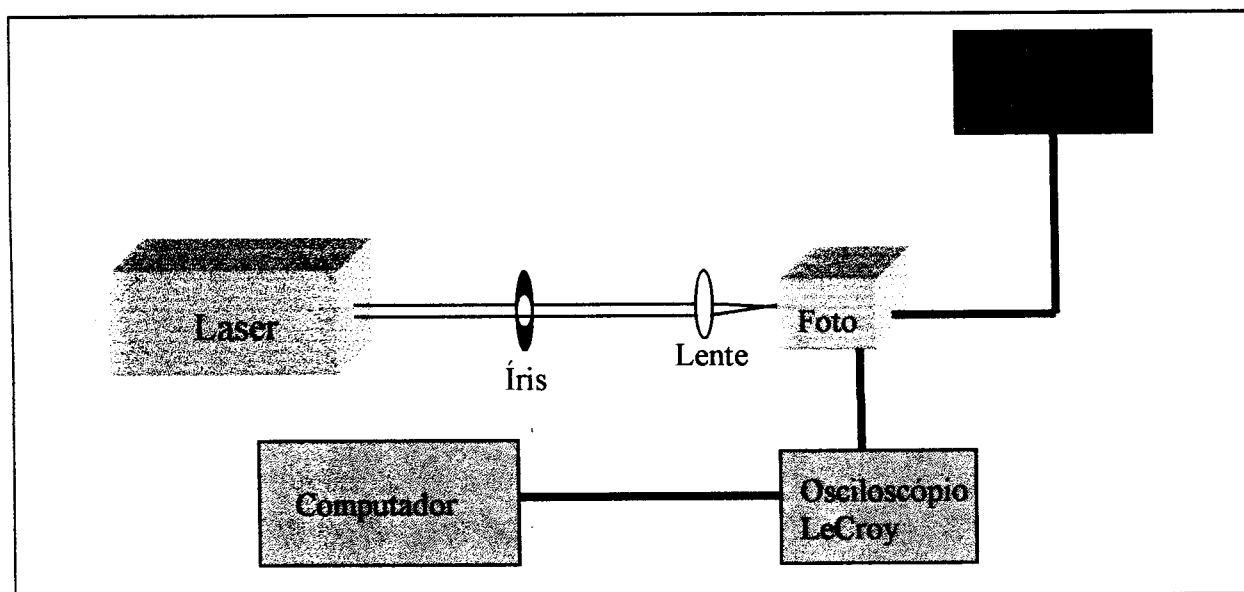 Laser
Íris
Lente
Foto
Computador
Osciloscópio
LeCroy